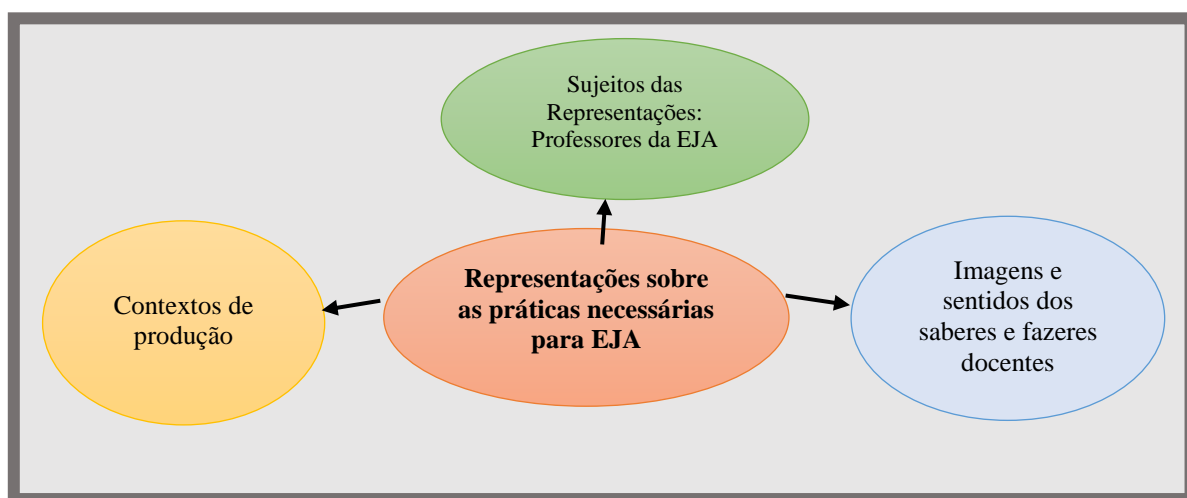 Sujeitos das
Representações:
Professores da EJA
Contextos de
produção
Representações sobre
as práticas necessárias
para EJA
Imagens e
sentidos dos
saberes e fazeres
docentes